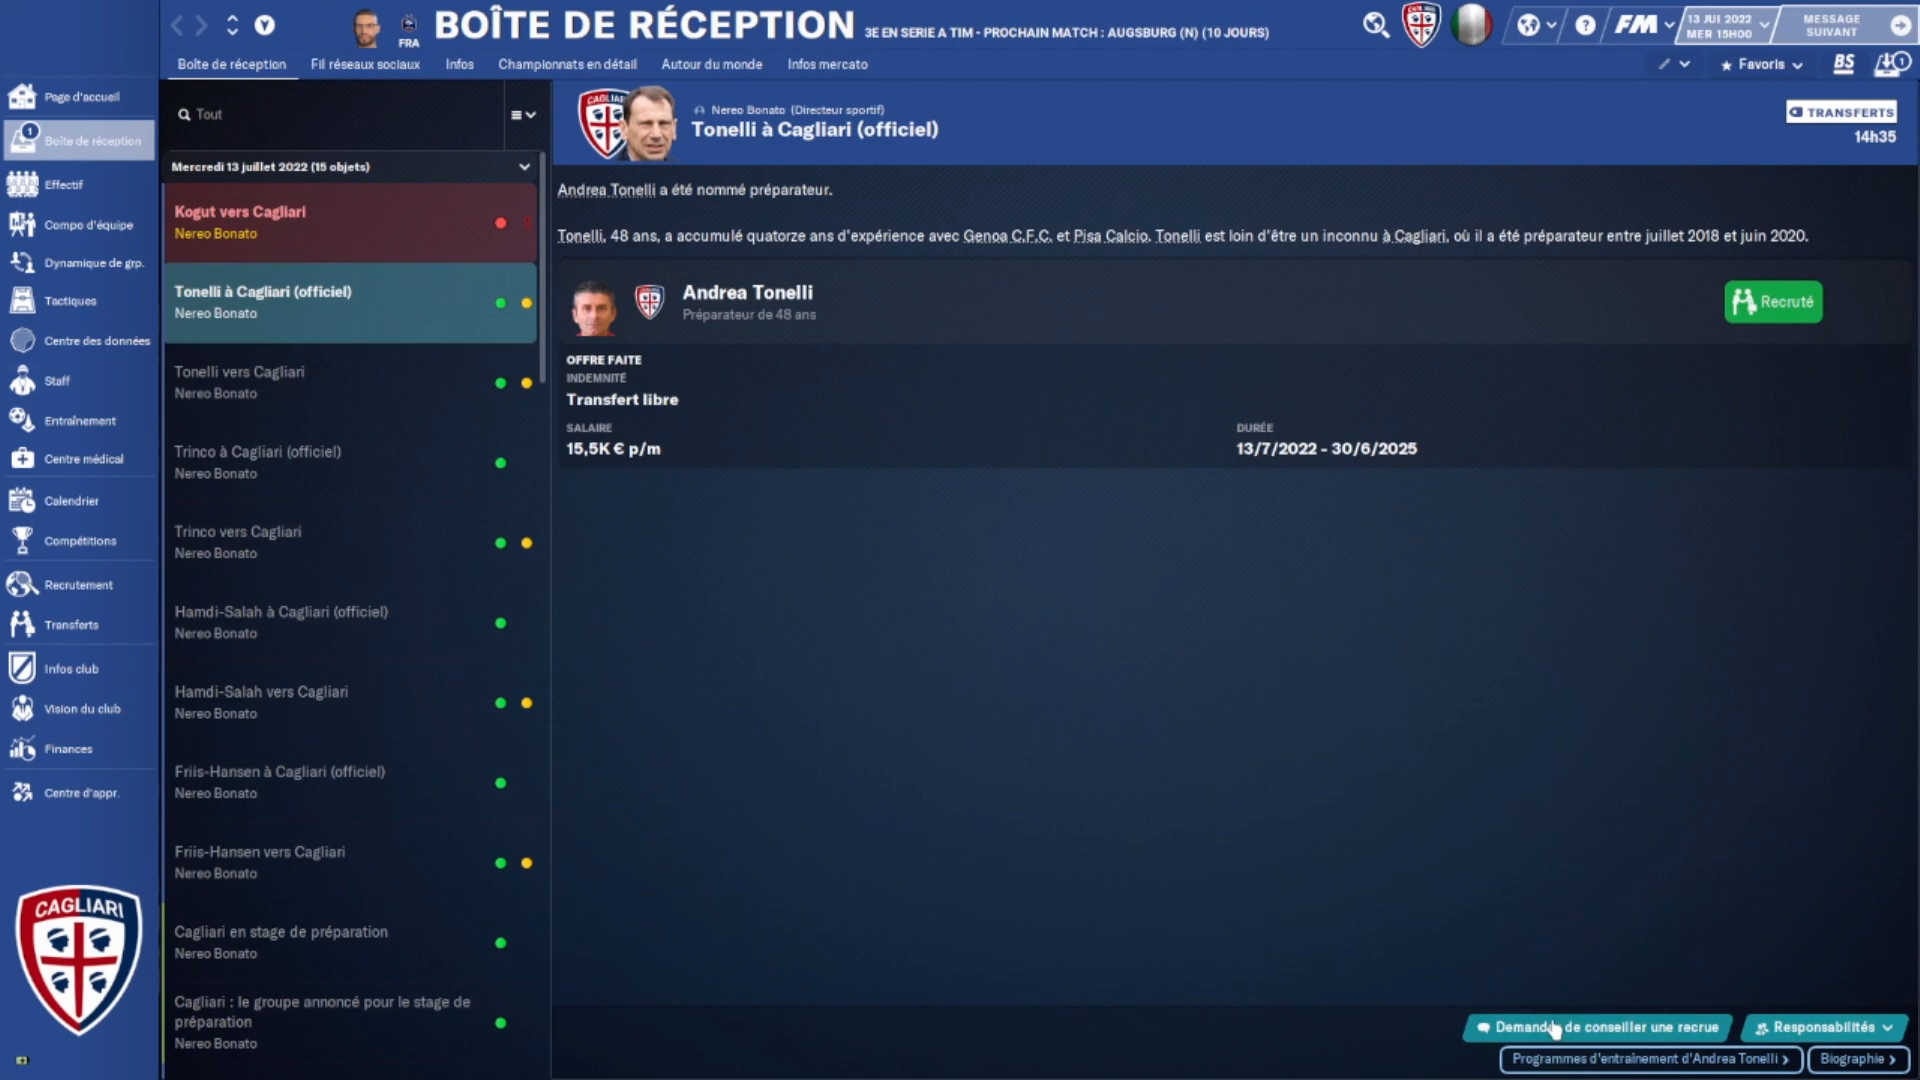 BOÎTE DE RÉCEPTION
FRA
3E EN SERIE A TIM - PROCHAIN MATCH : AUGSBURG (N) (10 JOURS)
FM
13 JUI 2022
MER 15H00
MESSAGE
SUIVANT
Boîte de réception
Fil réseaux sociaux
Infos
Championnats en détail
Autour du monde
Infos mercato
Favoris
BS
1
Page d'accueil
1
Boîte de réception
Effectif
Compo d'équipe
Dynamique de grp.
Tactiques
Centre des données
Staff
Entraînement
Centre médical
Calendrier
Compétitions
Recrutement
Transferts
Infos club
Vision du club
Finances
Centre d'appr.
CAGLIARI
Tout
Mercredi 13 juillet 2022 (15 objets)
Kogut vers Cagliari
Nereo Bonato
Tonelli à Cagliari (officiel)
Nereo Bonato
Tonelli vers Cagliari
Nereo Bonato
Trinco à Cagliari (officiel)
Nereo Bonato
Trinco vers Cagliari
Nereo Bonato
Hamdi-Salah à Cagliari (officiel)
Nereo Bonato
Hamdi-Salah vers Cagliari
Nereo Bonato
Friis-Hansen à Cagliari (officiel)
Nereo Bonato
Friis-Hansen vers Cagliari
Nereo Bonato
Cagliari en stage de préparation
Nereo Bonato
Cagliari : le groupe annoncé pour le stage de
préparation
Nereo Bonato
Nereo Bonato (Directeur sportif)
Tonelli à Cagliari (officiel)
TRANSFERTS
14h35
Andrea Tonelli a été nommé préparateur.
Tonelli, 48 ans, a accumulé quatorze ans d'expérience avec Genoa C.F.C. et Pisa Calcio. Tonelli est loin d'être un inconnu à Cagliari, où il a été préparateur entre juillet 2018 et juin 2020.
Andrea Tonelli
Préparateur de 48 ans
Recruté
OFFRE FAITE
INDEMNITÉ
Transfert libre
SALAIRE
15,5K € p/m
DURÉE
13/7/2022 - 30/6/2025
de conseiller une recrue
Responsabilités
Programmes d'entraînement d'Andrea Tonelli
Biographie